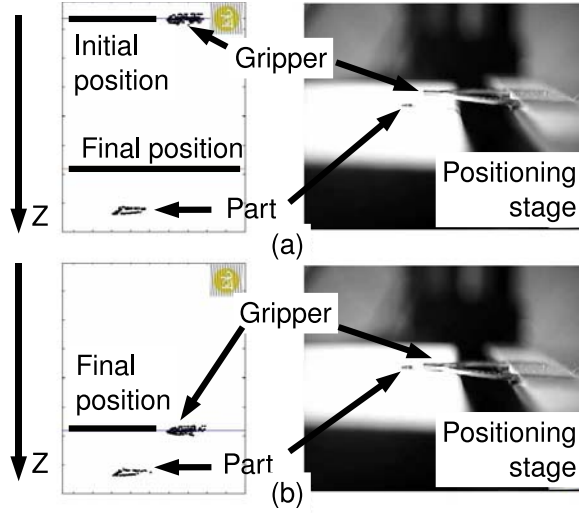 Initial
position
Gripper
Final position
Z
Part
Positioning
stage
(a)
Gripper
Final
position
Z
Part
Positioning
stage
(b)